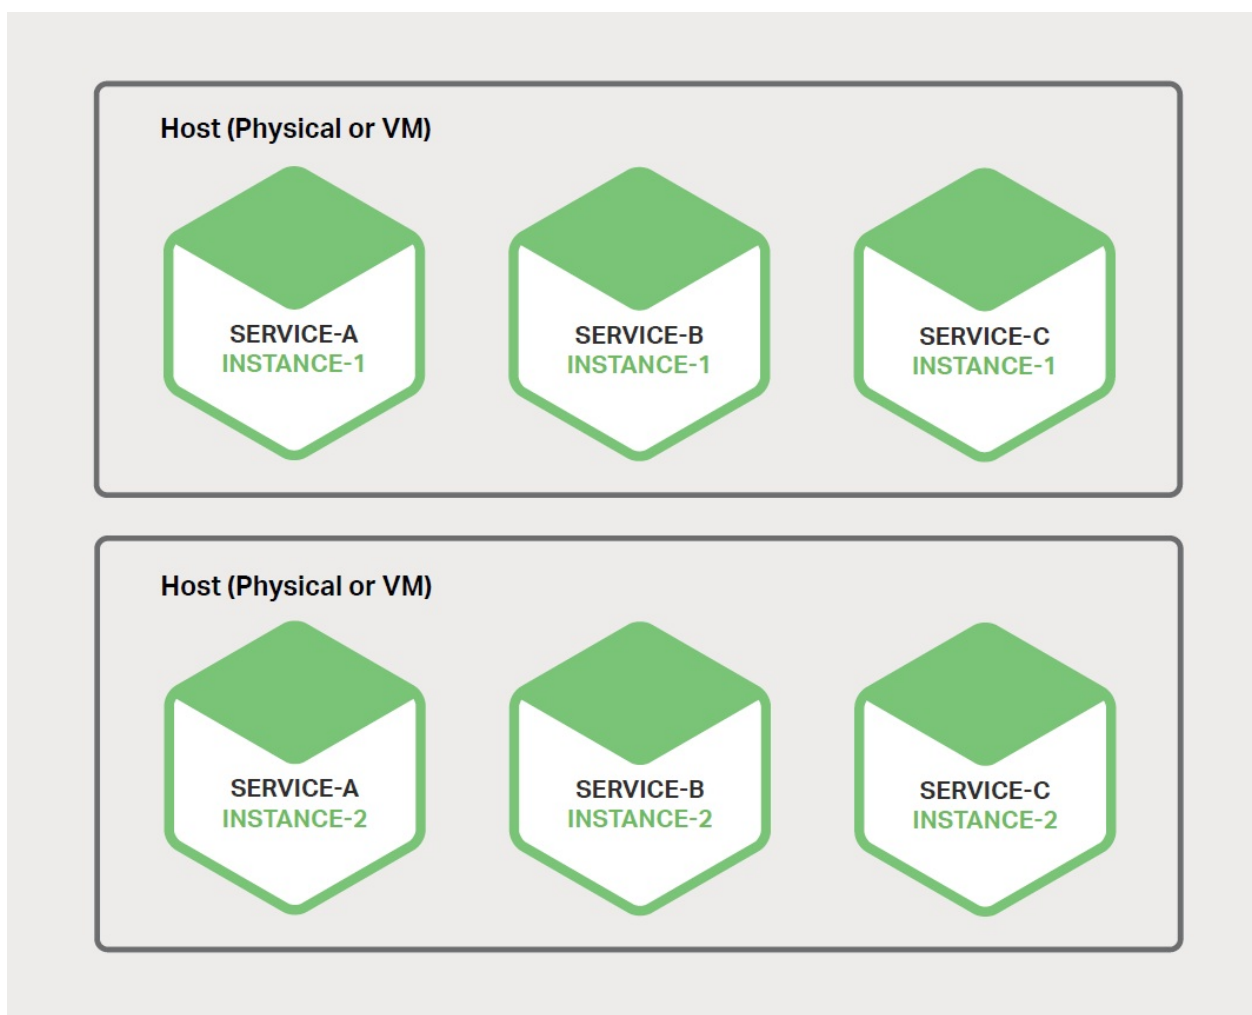 Host (Physical or VM)
SERVICE-A
INSTANCE-1
SERVICE-B
INSTANCE-1
SERVICE-C
INSTANCE-1
Host (Physical or VM)
SERVICE-A
INSTANCE-2
SERVICE-B
INSTANCE-2
SERVICE-C
INSTANCE-2